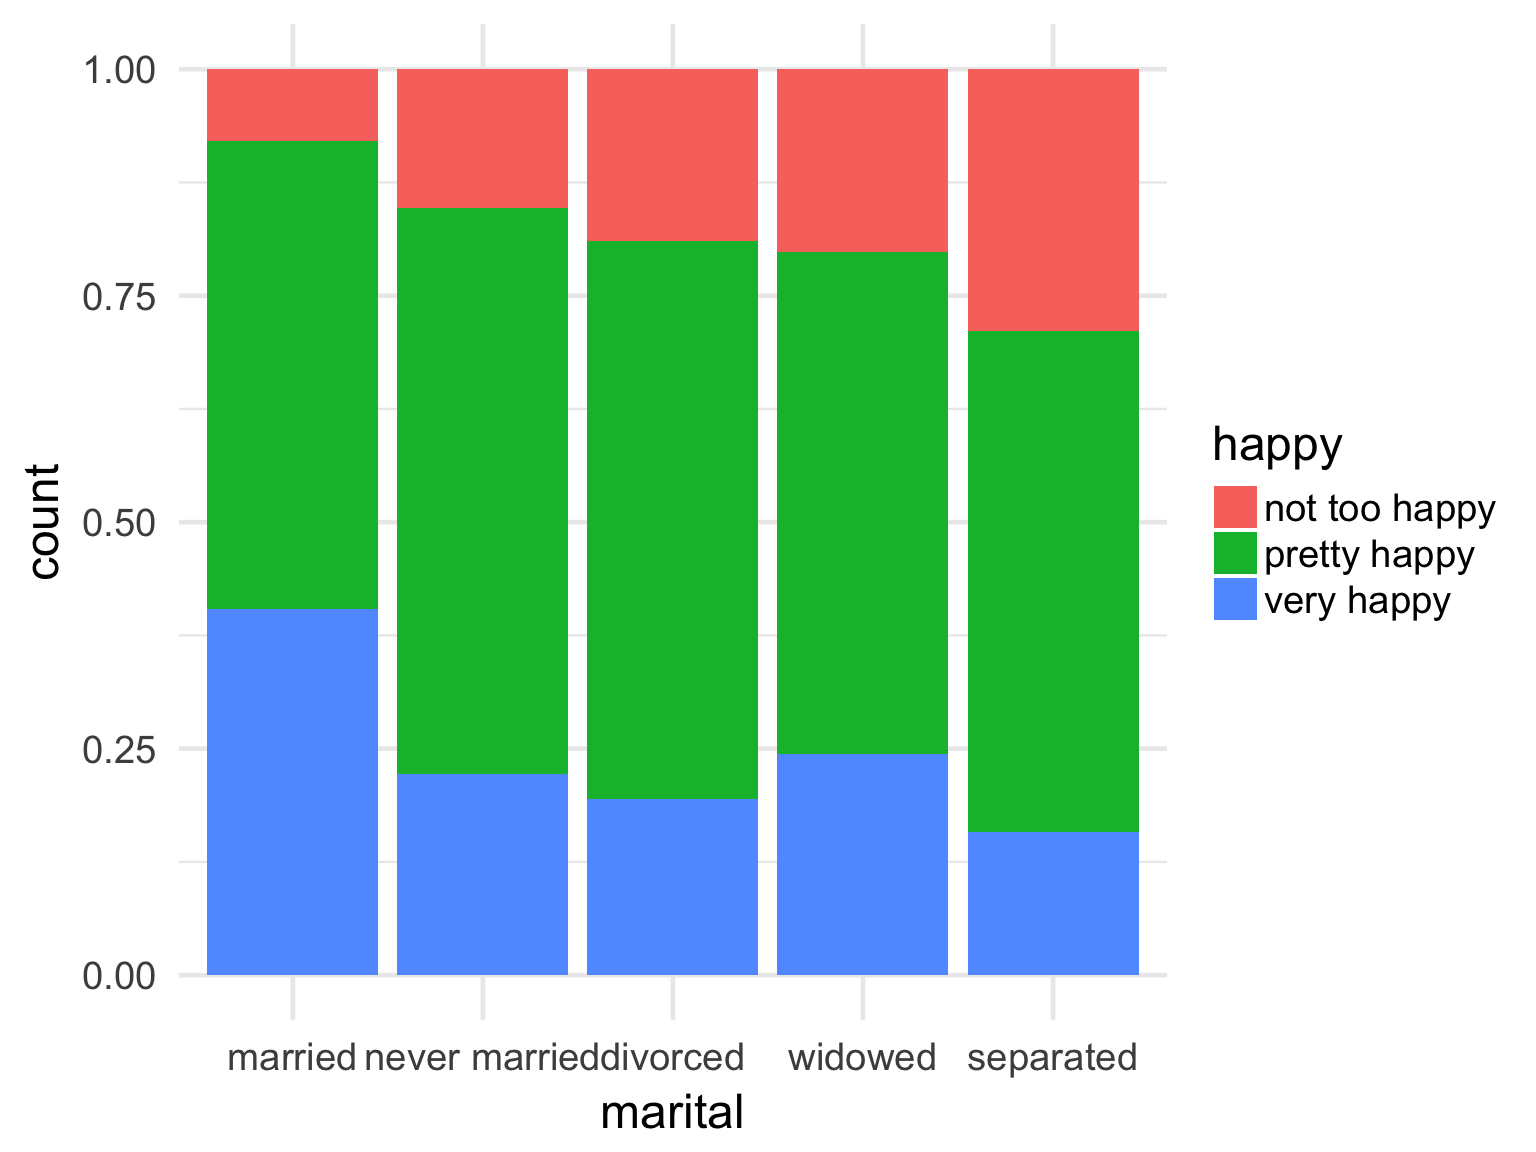 1.00
0.75
0.50
0.25
0.00
count
married never married divorced widowed separated
marital
happy
not too happy
pretty happy
very happy